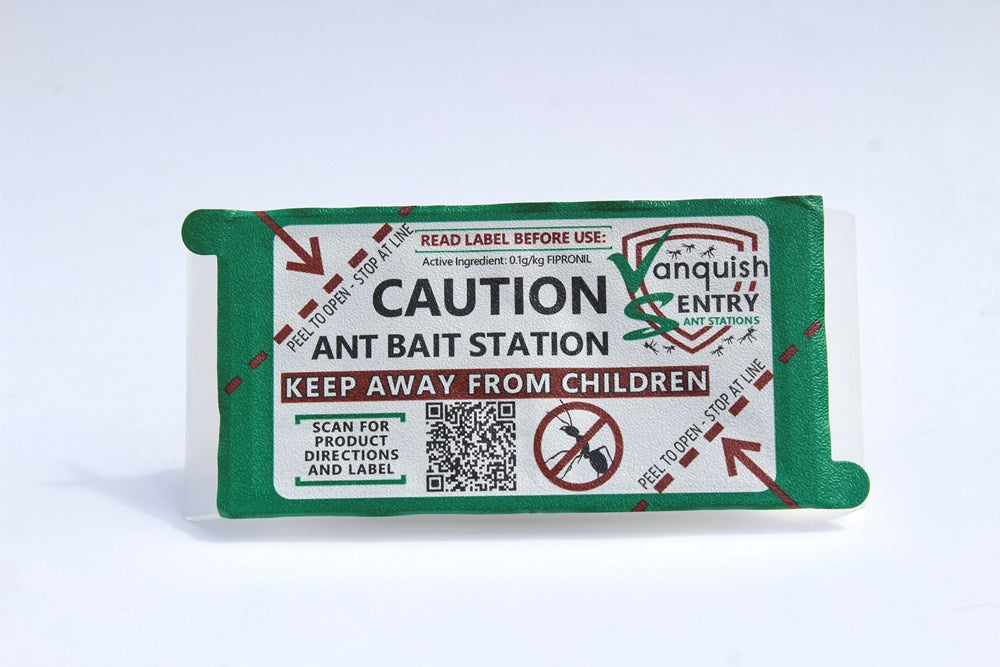 PEEL TO OPEN - STOP AT LINE
READ LABEL BEFORE USE:
Active Ingredient: 0.1g/kg FIPRONIL
CAUTION
ANT BAIT STATION
KEEP AWAY FROM CHILDREN
Vanquish
SENTRY
ANT STATIONS
SCAN FOR
PRODUCT
DIRECTIONS
AND LABEL
PEEL TO OPEN - STOP AT LINE